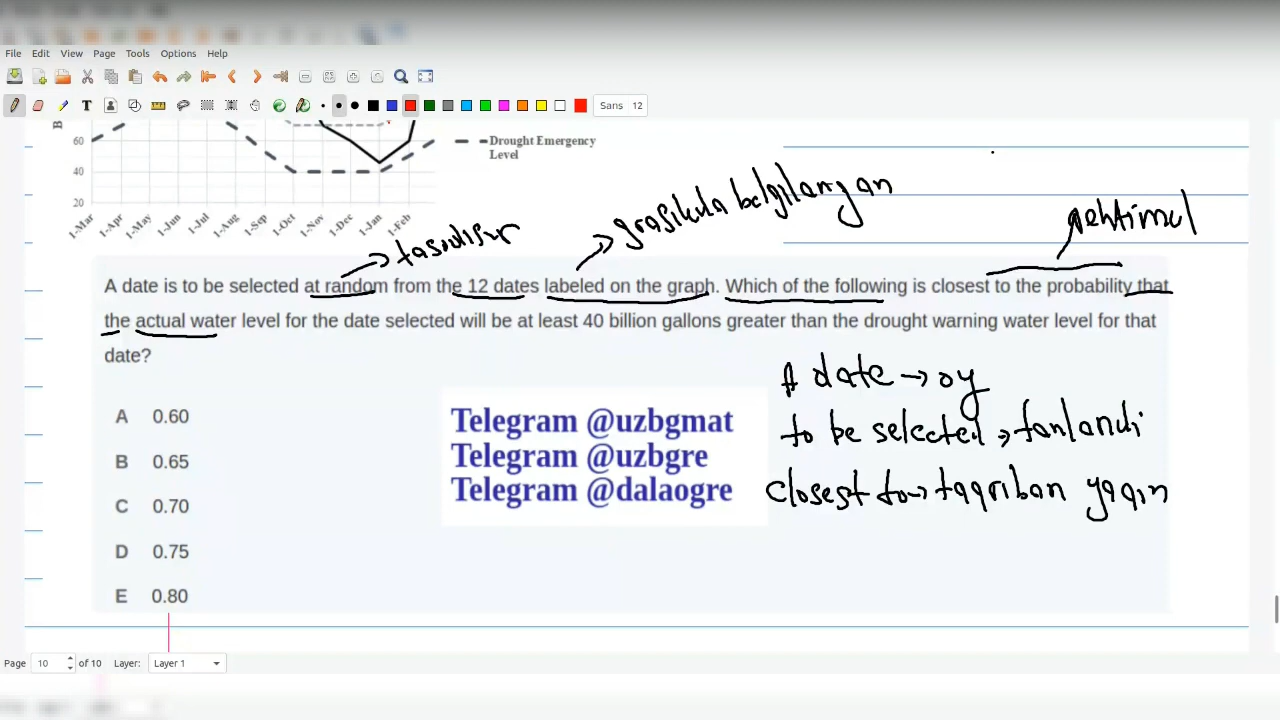 File Edit View Page Tools Options Help
Sans 12
60
40
20
1-Mar 1-Apr 1-May 1-Jun 1-Jul 1-Aug 1-Sep 1-Oct 1-Nov 1-Dec 1-Jan 1-Feb
Drought Emergency
Level
grafikda belgilangan
A date is to be selected at random from the 12 dates labeled on the graph. Which of the following is closest to the probability that
the actual water level for the date selected will be at least 40 billion gallons greater than the drought warning water level for that
date?
A date → oy
to be selected → tanlandi
closest to → taqriban yaqin
A 0.60
B 0.65
C 0.70
D 0.75
E 0.80
Telegram @uzbgmat
Telegram @uzbgre
Telegram @dalaogre
Page 10 of 10 Layer: Layer 1